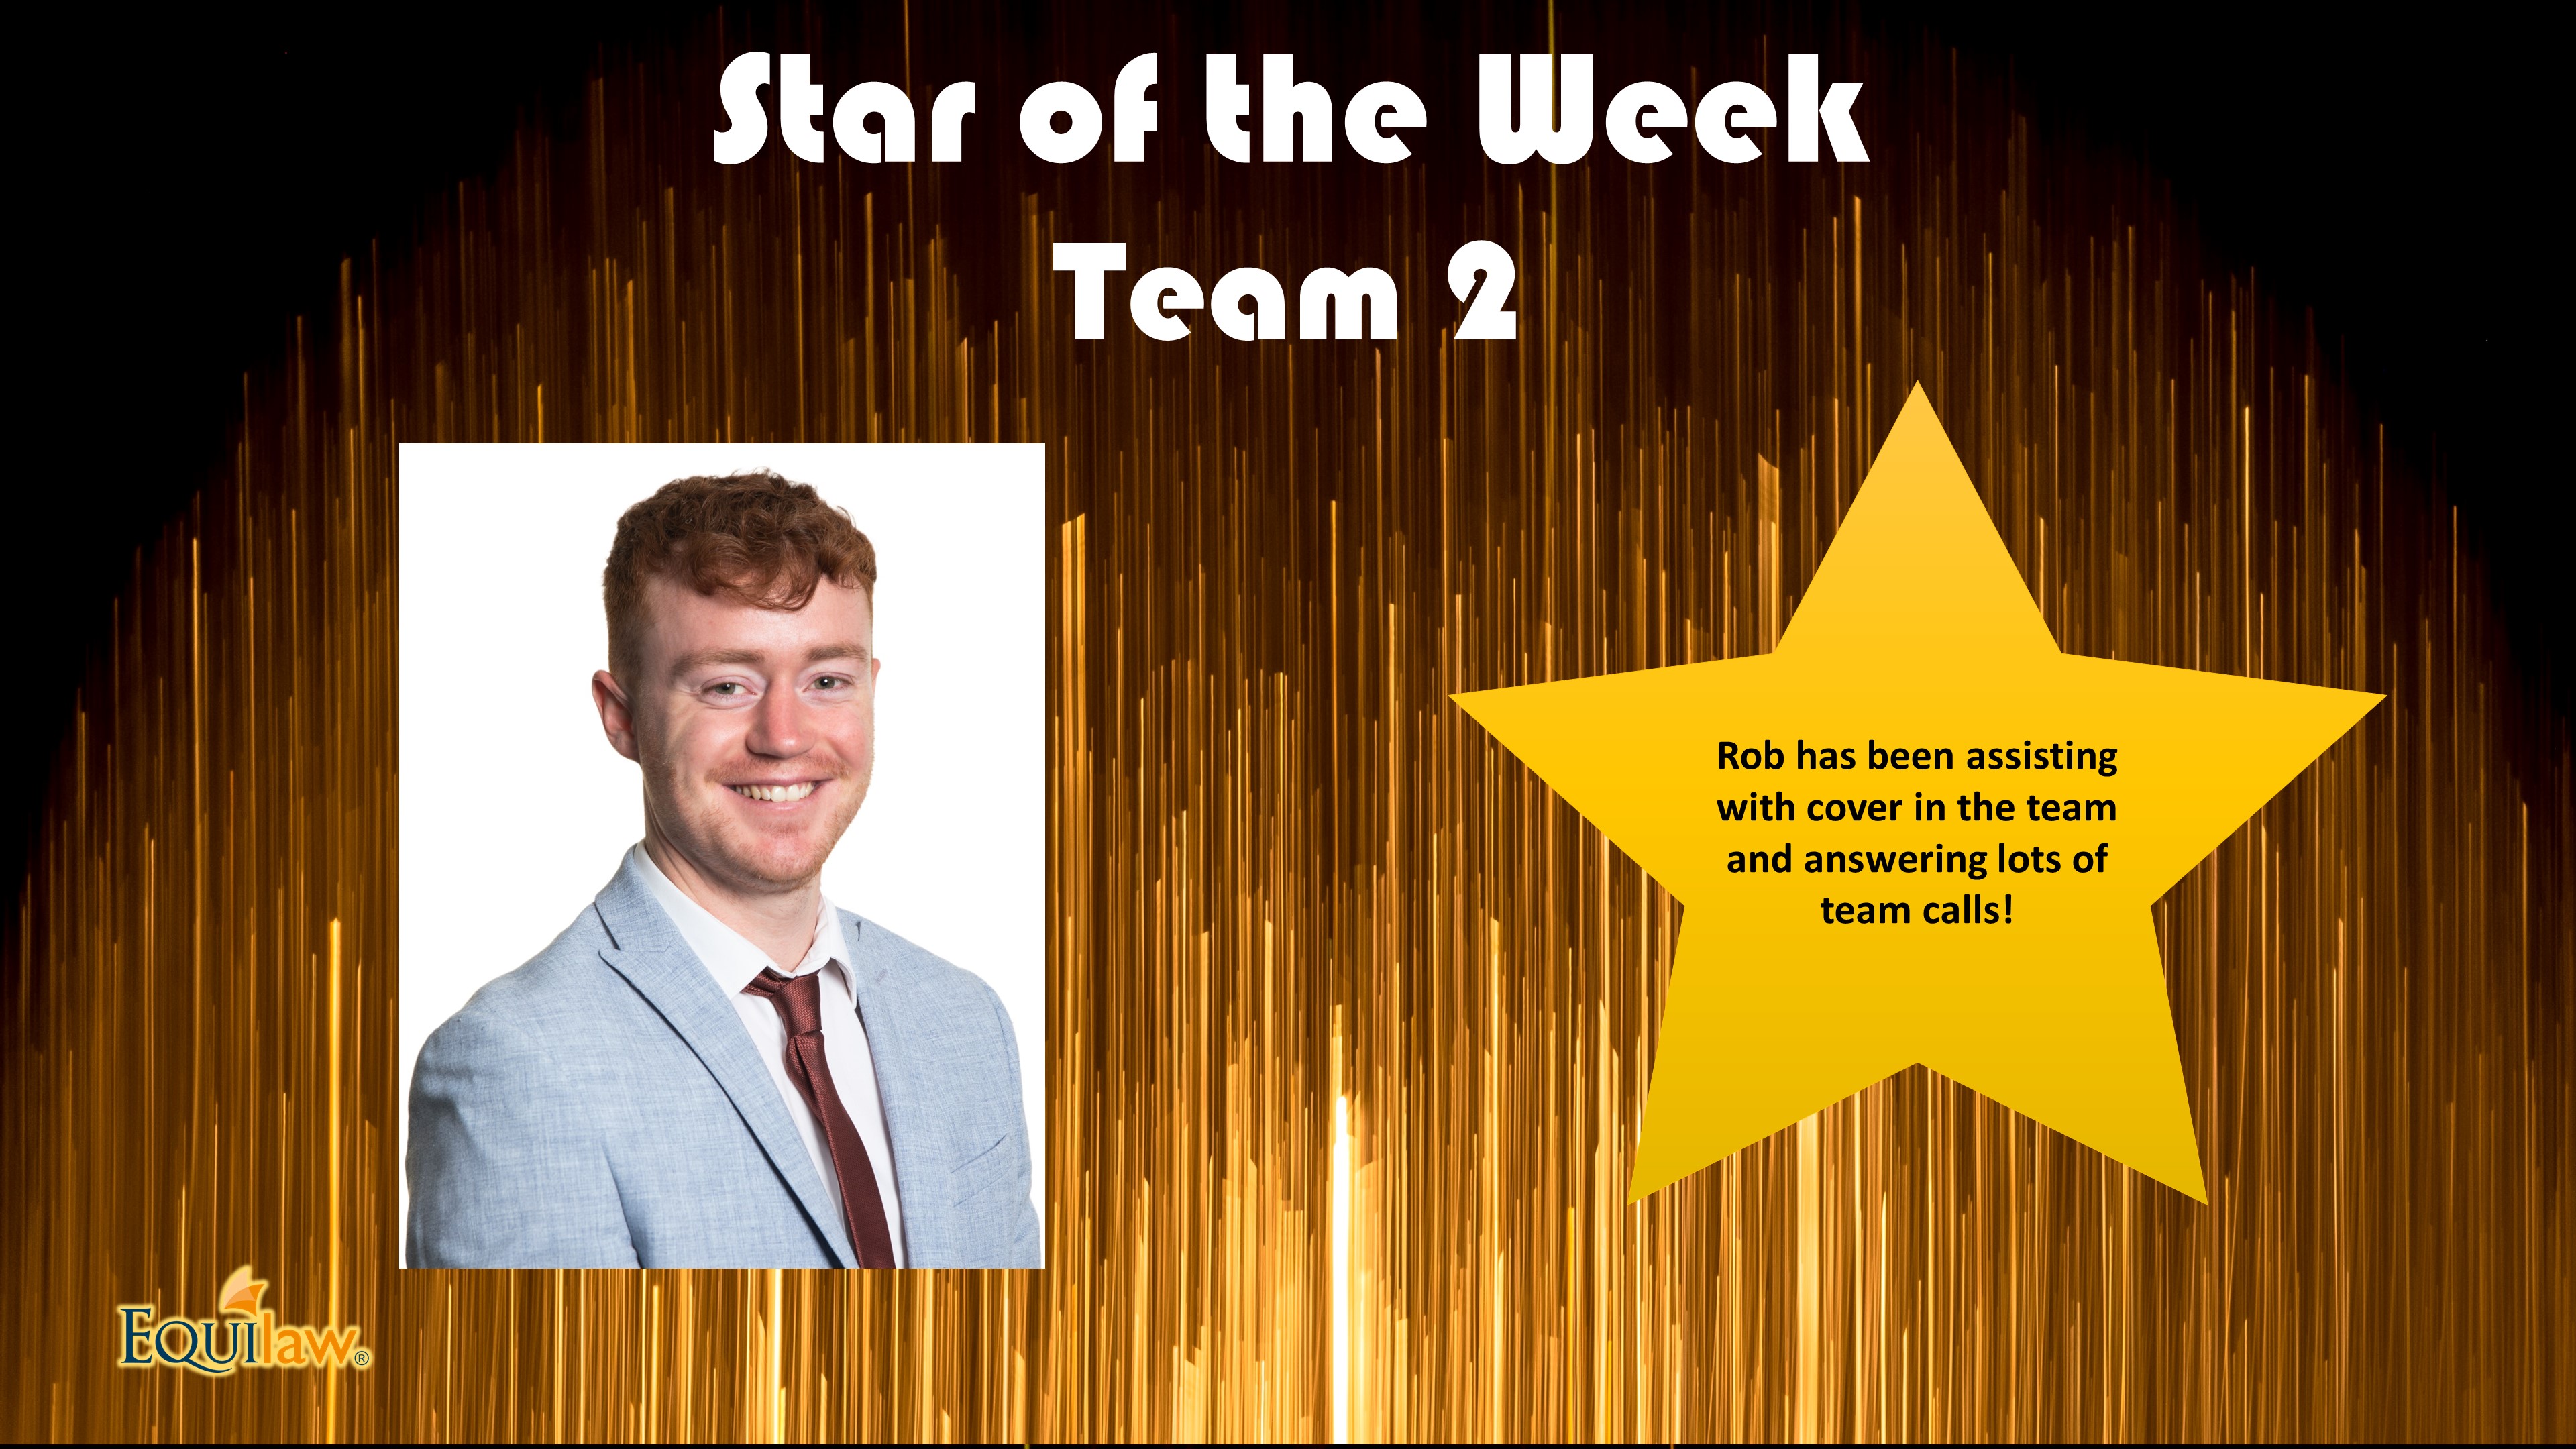 Star of the Week
Team 2
Rob has been assisting
with cover in the team
and answering lots of
team calls!
EQUIlaw®